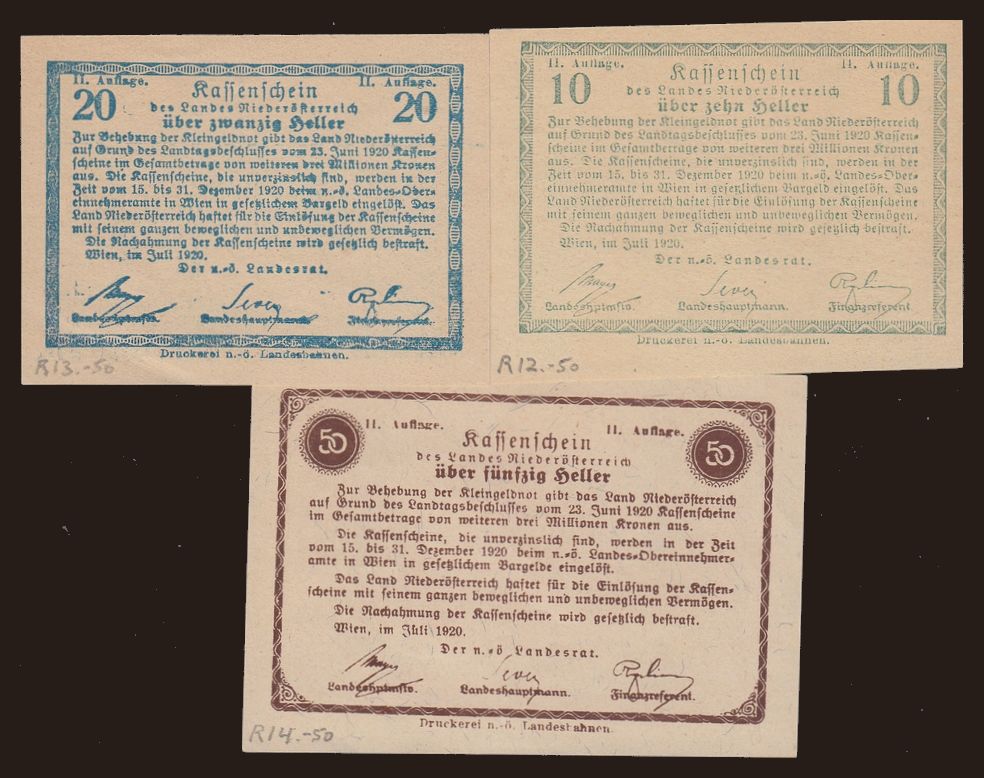 II. Auflage. II. Auflage.
20 Kassenschein 20
des Landes Niederösterreich
über zwanzig Heller
Zur Behebung der Kleingeldnot gibt das Land Niederösterreich
auf Grund des Landtagsbeschlusses vom 23. Juni 1920 Kassen-
scheine im Gesamtbetrage von weiteren drei Millionen Kronen
aus. Die Kassenscheine, die unverzinslich sind, werden in der
Zeit vom 15. bis 31. Dezember 1920 beim n.-ö. Landes-Ober-
einnehmeramte in Wien in gesetzlichem Bargeld eingelöst. Das
Land Niederösterreich haftet für die Einlösung der Kassenscheine
mit seinem ganzen beweglichen und unbeweglichen Vermögen.
Die Nachahmung der Kassenscheine wird gesetzlich bestraft.
Wien, im Juli 1920.
Der n.-ö. Landesrat.
Landeshptmstv. Landeshauptmann. Finanzreferent.
Druckerei n.-ö. Landesbahnen.
R13.-50
II. Auflage. II. Auflage.
10 Kassenschein 10
des Landes Niederösterreich
über zehn Heller
Zur Behebung der Kleingeldnot gibt das Land Niederösterreich
auf Grund des Landtagsbeschlusses vom 23. Juni 1920 Kassen-
scheine im Gesamtbetrage von weiteren drei Millionen Kronen
aus. Die Kassenscheine, die unverzinslich sind, werden in der
Zeit vom 15. bis 31. Dezember 1920 beim n.-ö. Landes-Ober-
einnehmeramte in Wien in gesetzlichem Bargeld eingelöst. Das
Land Niederösterreich haftet für die Einlösung der Kassenscheine
mit seinem ganzen beweglichen und unbeweglichen Vermögen.
Die Nachahmung der Kassenscheine wird gesetzlich bestraft.
Wien, im Juli 1920.
Der n.-ö. Landesrat.
Landeshptmstv. Landeshauptmann. Finanzreferent
Druckerei n.-ö. Landesbahnen.
R12.-50
II. Auflage. II. Auflage.
50 Kassenschein 50
des Landes Niederösterreich
über fünfzig Heller
Zur Behebung der Kleingeldnot gibt das Land Niederösterreich
auf Grund des Landtagsbeschlusses vom 23. Juni 1920 Kassenscheine
im Gesamtbetrage von weiteren drei Millionen Kronen aus.
Die Kassenscheine, die unverzinslich sind, werden in der Zeit
vom 15. bis 31. Dezember 1920 beim n.-ö. Landes-Obereinnehmer-
amte in Wien in gesetzlichem Bargelde eingelöst.
Das Land Niederösterreich haftet für die Einlösung der Kassen-
scheine mit seinem ganzen beweglichen und unbeweglichen Vermögen.
Die Nachahmung der Kassenscheine wird gesetzlich bestraft.
Wien, im Juli 1920.
Der n.-ö Landesrat.
Landeshptmstv. Landeshauptmann. Finanzreferent.
Druckerei n.-ö. Landesbahnen.
R14.-50